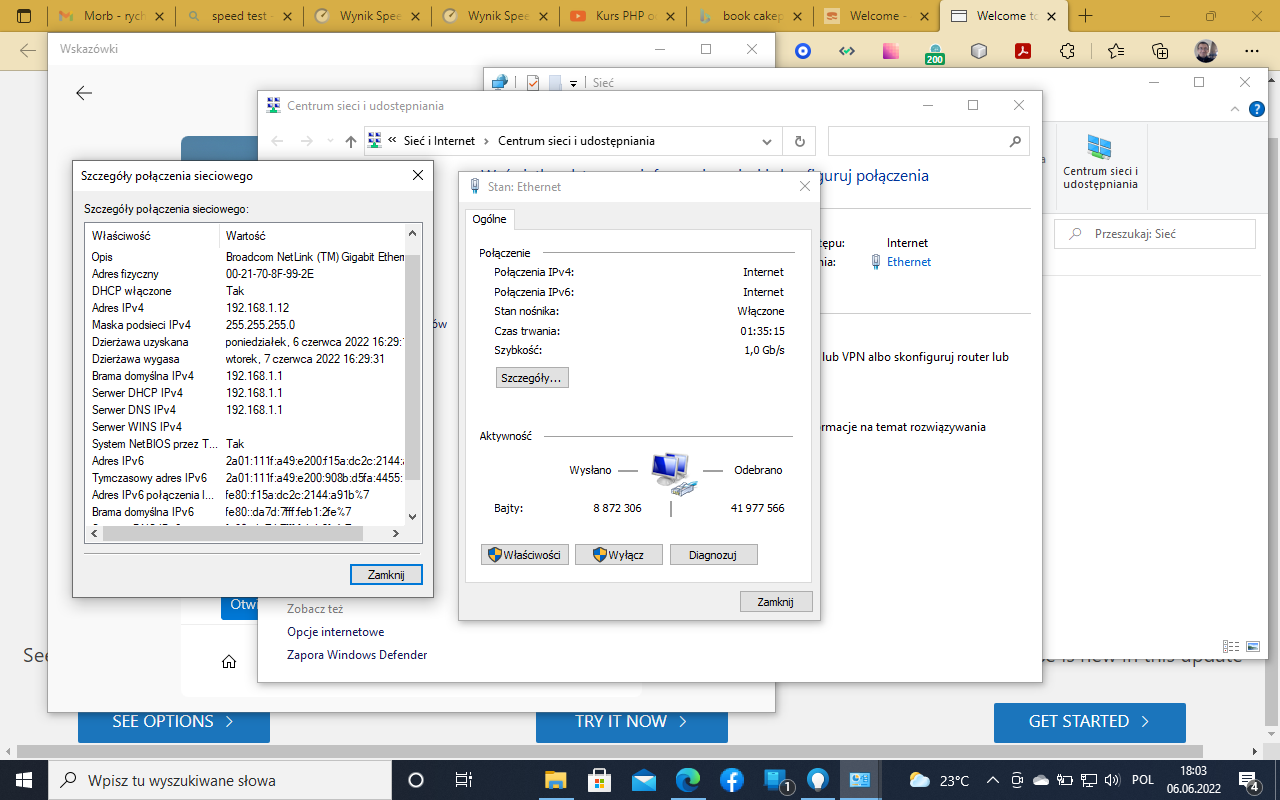 Morb - rych
speed test -
Wynik Spee
Wynik Spee
Kurs PHP o
book cakep
Welcome -
Welcome to
200
Wskazówki
Sieć
Centrum sieci i udostępniania
Sieć i Internet
Centrum sieci i udostępniania
guruj połączenia
Centrum sieci i
udostępniania
Przeszukaj: Sieć
Internet
Ethernet
lub VPN albo skonfiguruj router lub
rmacje na temat rozwiązywania
Szczegóły połączenia sieciowego
Szczegóły połączenia sieciowego:
Właściwość Wartość
Opis Broadcom NetLink (TM) Gigabit Ethern
Adres fizyczny 00-21-70-8F-99-2E
DHCP włączone Tak
Adres IPv4 192.168.1.12
Maska podsieci IPv4 255.255.255.0
Dzierżawa uzyskana poniedziałek, 6 czerwca 2022 16:29:
Dzierżawa wygasa wtorek, 7 czerwca 2022 16:29:31
Brama domyślna IPv4 192.168.1.1
Serwer DHCP IPv4 192.168.1.1
Serwer DNS IPv4 192.168.1.1
Serwer WINS IPv4
System NetBIOS przez T... Tak
Adres IPv6 2a01:111f:a49:e200:f15a:dc2c:2144:
Tymczasowy adres IPv6 2a01:111f:a49:e200:908b:d5fa:4455:
Adres IPv6 połączenia l... fe80::f15a:dc2c:2144:a91b%7
Brama domyślna IPv6 fe80::da7d:7fff:feb1:2fe%7
Zamknij
Stan: Ethernet
Ogólne
Połączenie
Połączenia IPv4: Internet
Połączenia IPv6: Internet
Stan nośnika: Włączone
Czas trwania: 01:35:15
Szybkość: 1,0 Gb/s
Szczegóły...
Aktywność
Wysłano Odebrano
Bajty: 8 872 306 41 977 566
Właściwości
Wyłącz
Diagnozuj
Zamknij
Otwi
Zobacz też
Opcje internetowe
Zapora Windows Defender
See
is new in this update
SEE OPTIONS
TRY IT NOW
GET STARTED
Wpisz tu wyszukiwane słowa
1
23°C
POL
18:03
06.06.2022
4